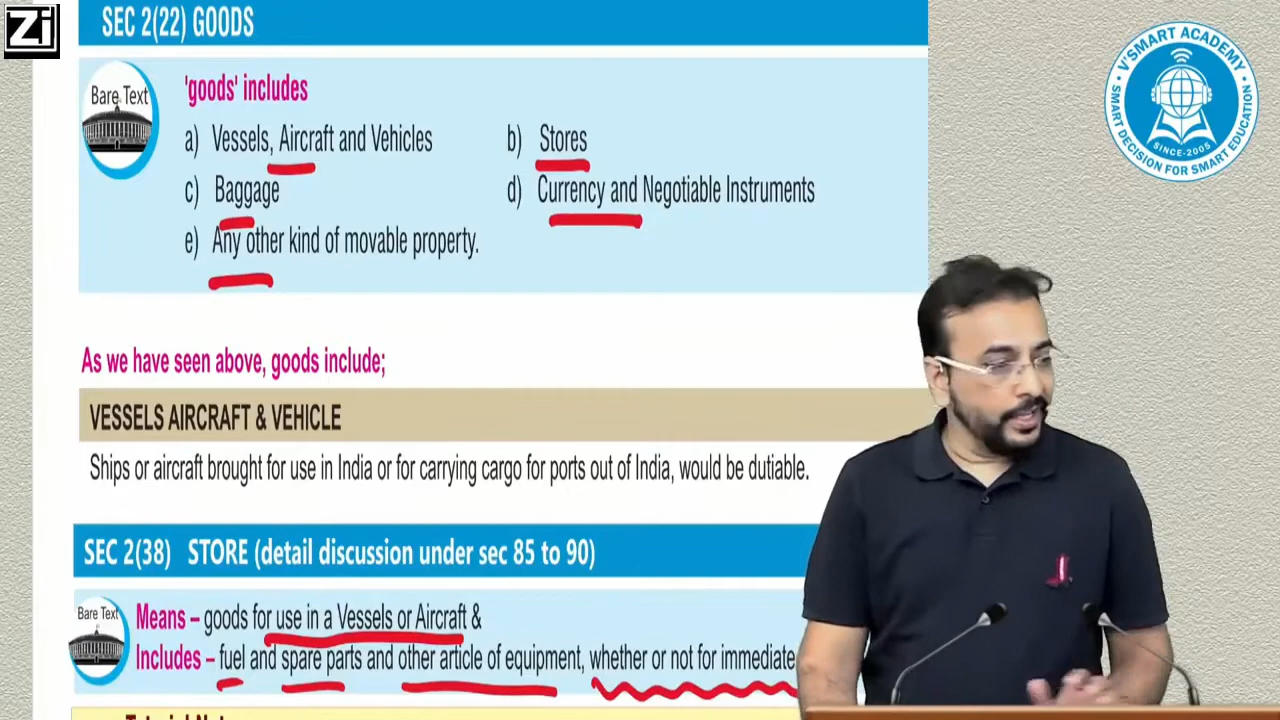 Zi
SEC 2(22) GOODS
V'SMART ACADEMY
SMART DECISION FOR SMART EDUCATION
SINCE-2005
Bare Text
'goods' includes
a) Vessels, Aircraft and Vehicles b) Stores
c) Baggage d) Currency and Negotiable Instruments
e) Any other kind of movable property.
As we have seen above, goods include;
VESSELS AIRCRAFT & VEHICLE
Ships or aircraft brought for use in India or for carrying cargo for ports out of India, would be dutiable.
SEC 2(38) STORE (detail discussion under sec 85 to 90)
Bare Text
Means – goods for use in a Vessels or Aircraft &
Includes – fuel and spare parts and other article of equipment, whether or not for immediate